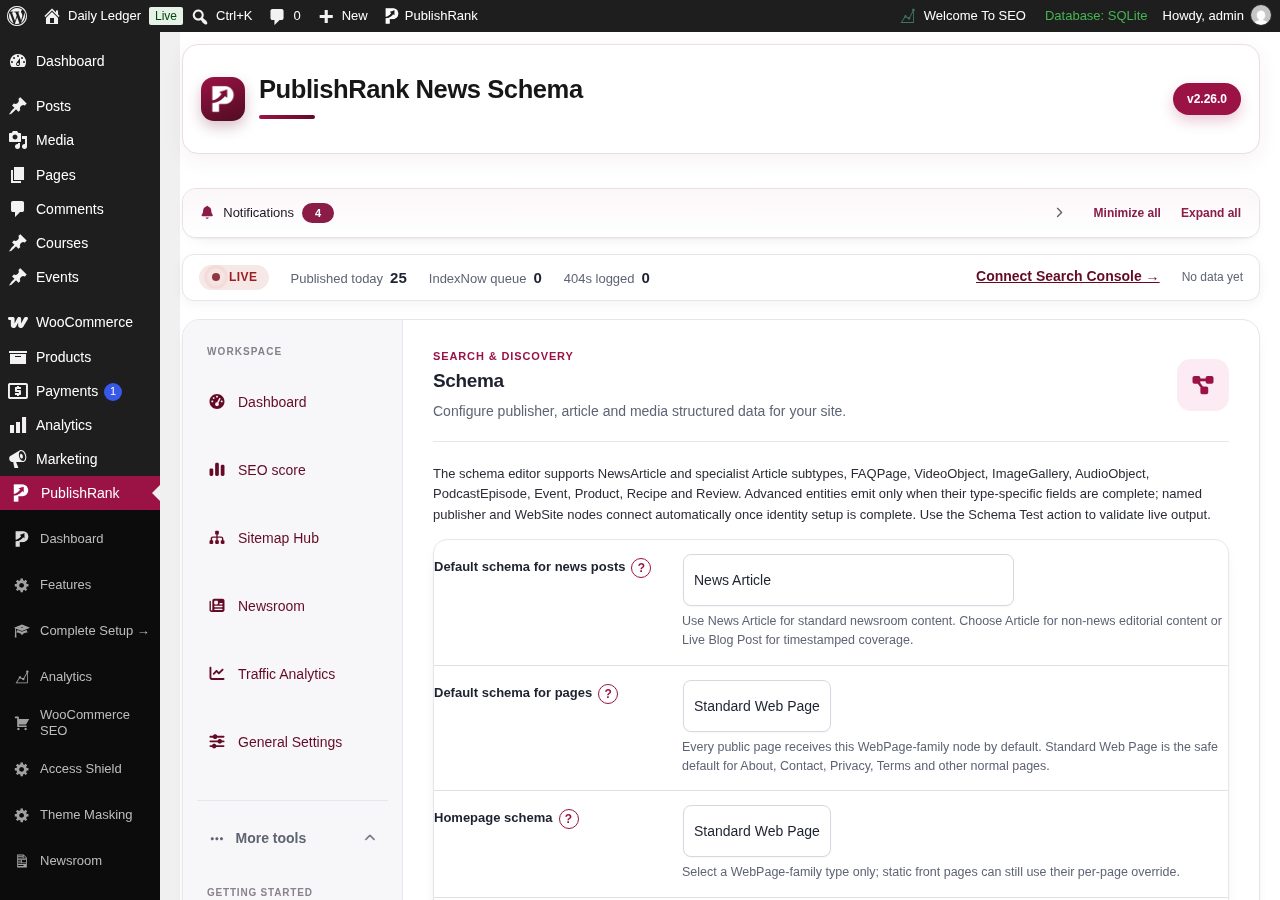 Daily Ledger Live Ctrl+K 0 New PublishRank Welcome To SEO Database: SQLite Howdy, admin
Dashboard
Posts
Media
Pages
Comments
Courses
Events
WooCommerce
Products
Payments 1
Analytics
Marketing
PublishRank
Dashboard
Features
Complete Setup →
Analytics
WooCommerce
SEO
Access Shield
Theme Masking
Newsroom
PublishRank News Schema
v2.26.0
Notifications 4
Minimize all Expand all
LIVE Published today 25 IndexNow queue 0 404s logged 0 Connect Search Console → No data yet
WORKSPACE
Dashboard
SEO score
Sitemap Hub
Newsroom
Traffic Analytics
General Settings
More tools
GETTING STARTED
SEARCH & DISCOVERY
Schema
Configure publisher, article and media structured data for your site.
The schema editor supports NewsArticle and specialist Article subtypes, FAQPage, VideoObject, ImageGallery, AudioObject,
PodcastEpisode, Event, Product, Recipe and Review. Advanced entities emit only when their type-specific fields are complete; named
publisher and WebSite nodes connect automatically once identity setup is complete. Use the Schema Test action to validate live output.
Default schema for news posts ?
News Article
Use News Article for standard newsroom content. Choose Article for non-news editorial content or
Live Blog Post for timestamped coverage.
Default schema for pages ?
Standard Web Page
Every public page receives this WebPage-family node by default. Standard Web Page is the safe
default for About, Contact, Privacy, Terms and other normal pages.
Homepage schema ?
Standard Web Page
Select a WebPage-family type only; static front pages can still use their per-page override.